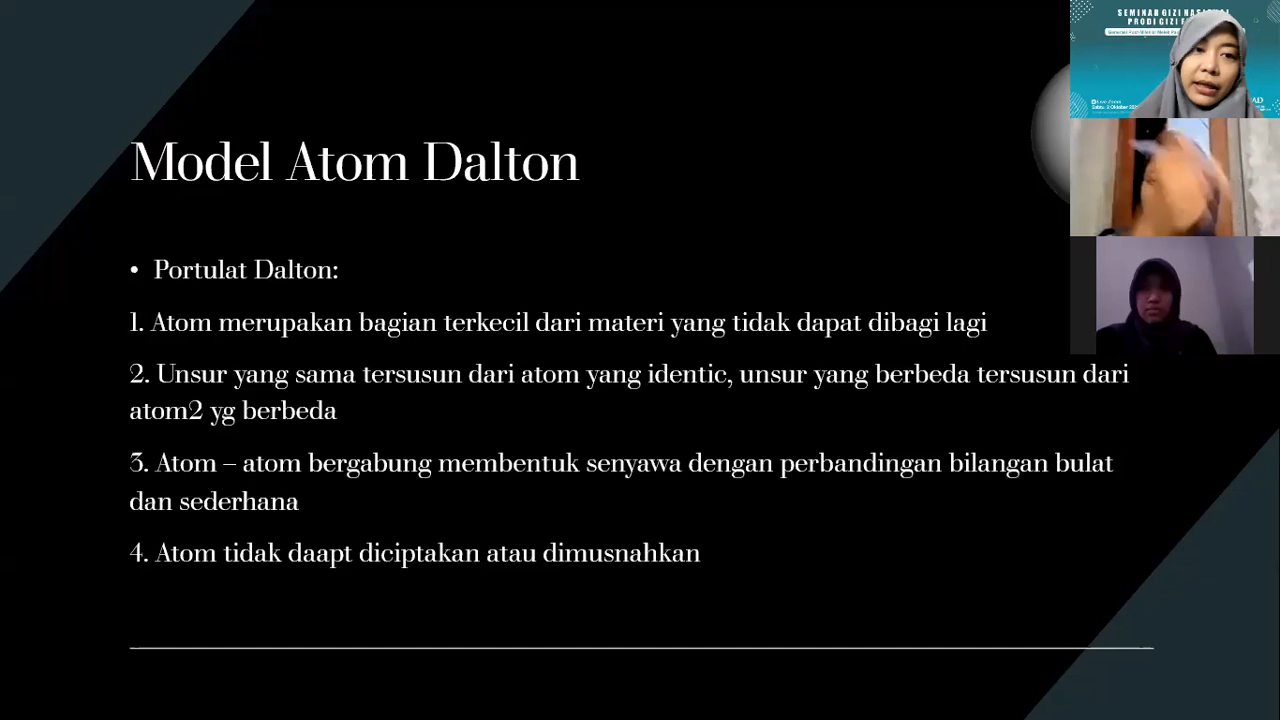 SEMINAR GIZI NASIONAL
PRODI GIZI
Model Atom Dalton
• Portulat Dalton:
1. Atom merupakan bagian terkecil dari materi yang tidak dapat dibagi lagi
2. Unsur yang sama tersusun dari atom yang identic, unsur yang berbeda tersusun dari
atom2 yg berbeda
3. Atom – atom bergabung membentuk senyawa dengan perbandingan bilangan bulat
dan sederhana
4. Atom tidak daapt diciptakan atau dimusnahkan